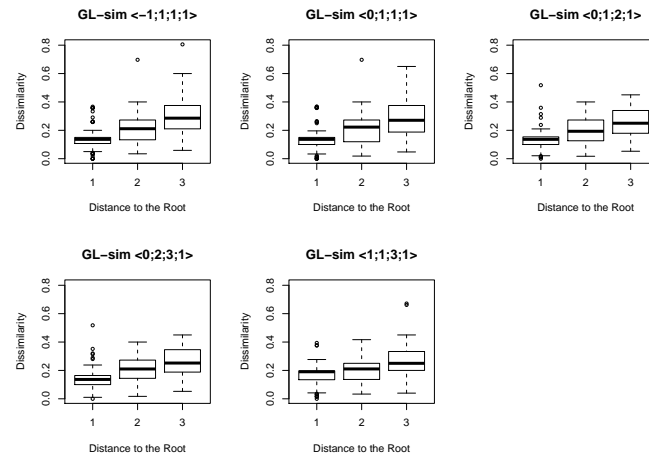 GL−sim <−1;1;1;1>
Dissimilarity
0.0 0.2 0.4 0.6 0.8
1 2 3
Distance to the Root
GL−sim <0;1;1;1>
Dissimilarity
0.0 0.2 0.4 0.6 0.8
1 2 3
Distance to the Root
GL−sim <0;1;2;1>
Dissimilarity
0.0 0.2 0.4 0.6 0.8
1 2 3
Distance to the Root
GL−sim <0;2;3;1>
Dissimilarity
0.0 0.2 0.4 0.6 0.8
1 2 3
Distance to the Root
GL−sim <1;1;3;1>
Dissimilarity
0.0 0.2 0.4 0.6 0.8
1 2 3
Distance to the Root